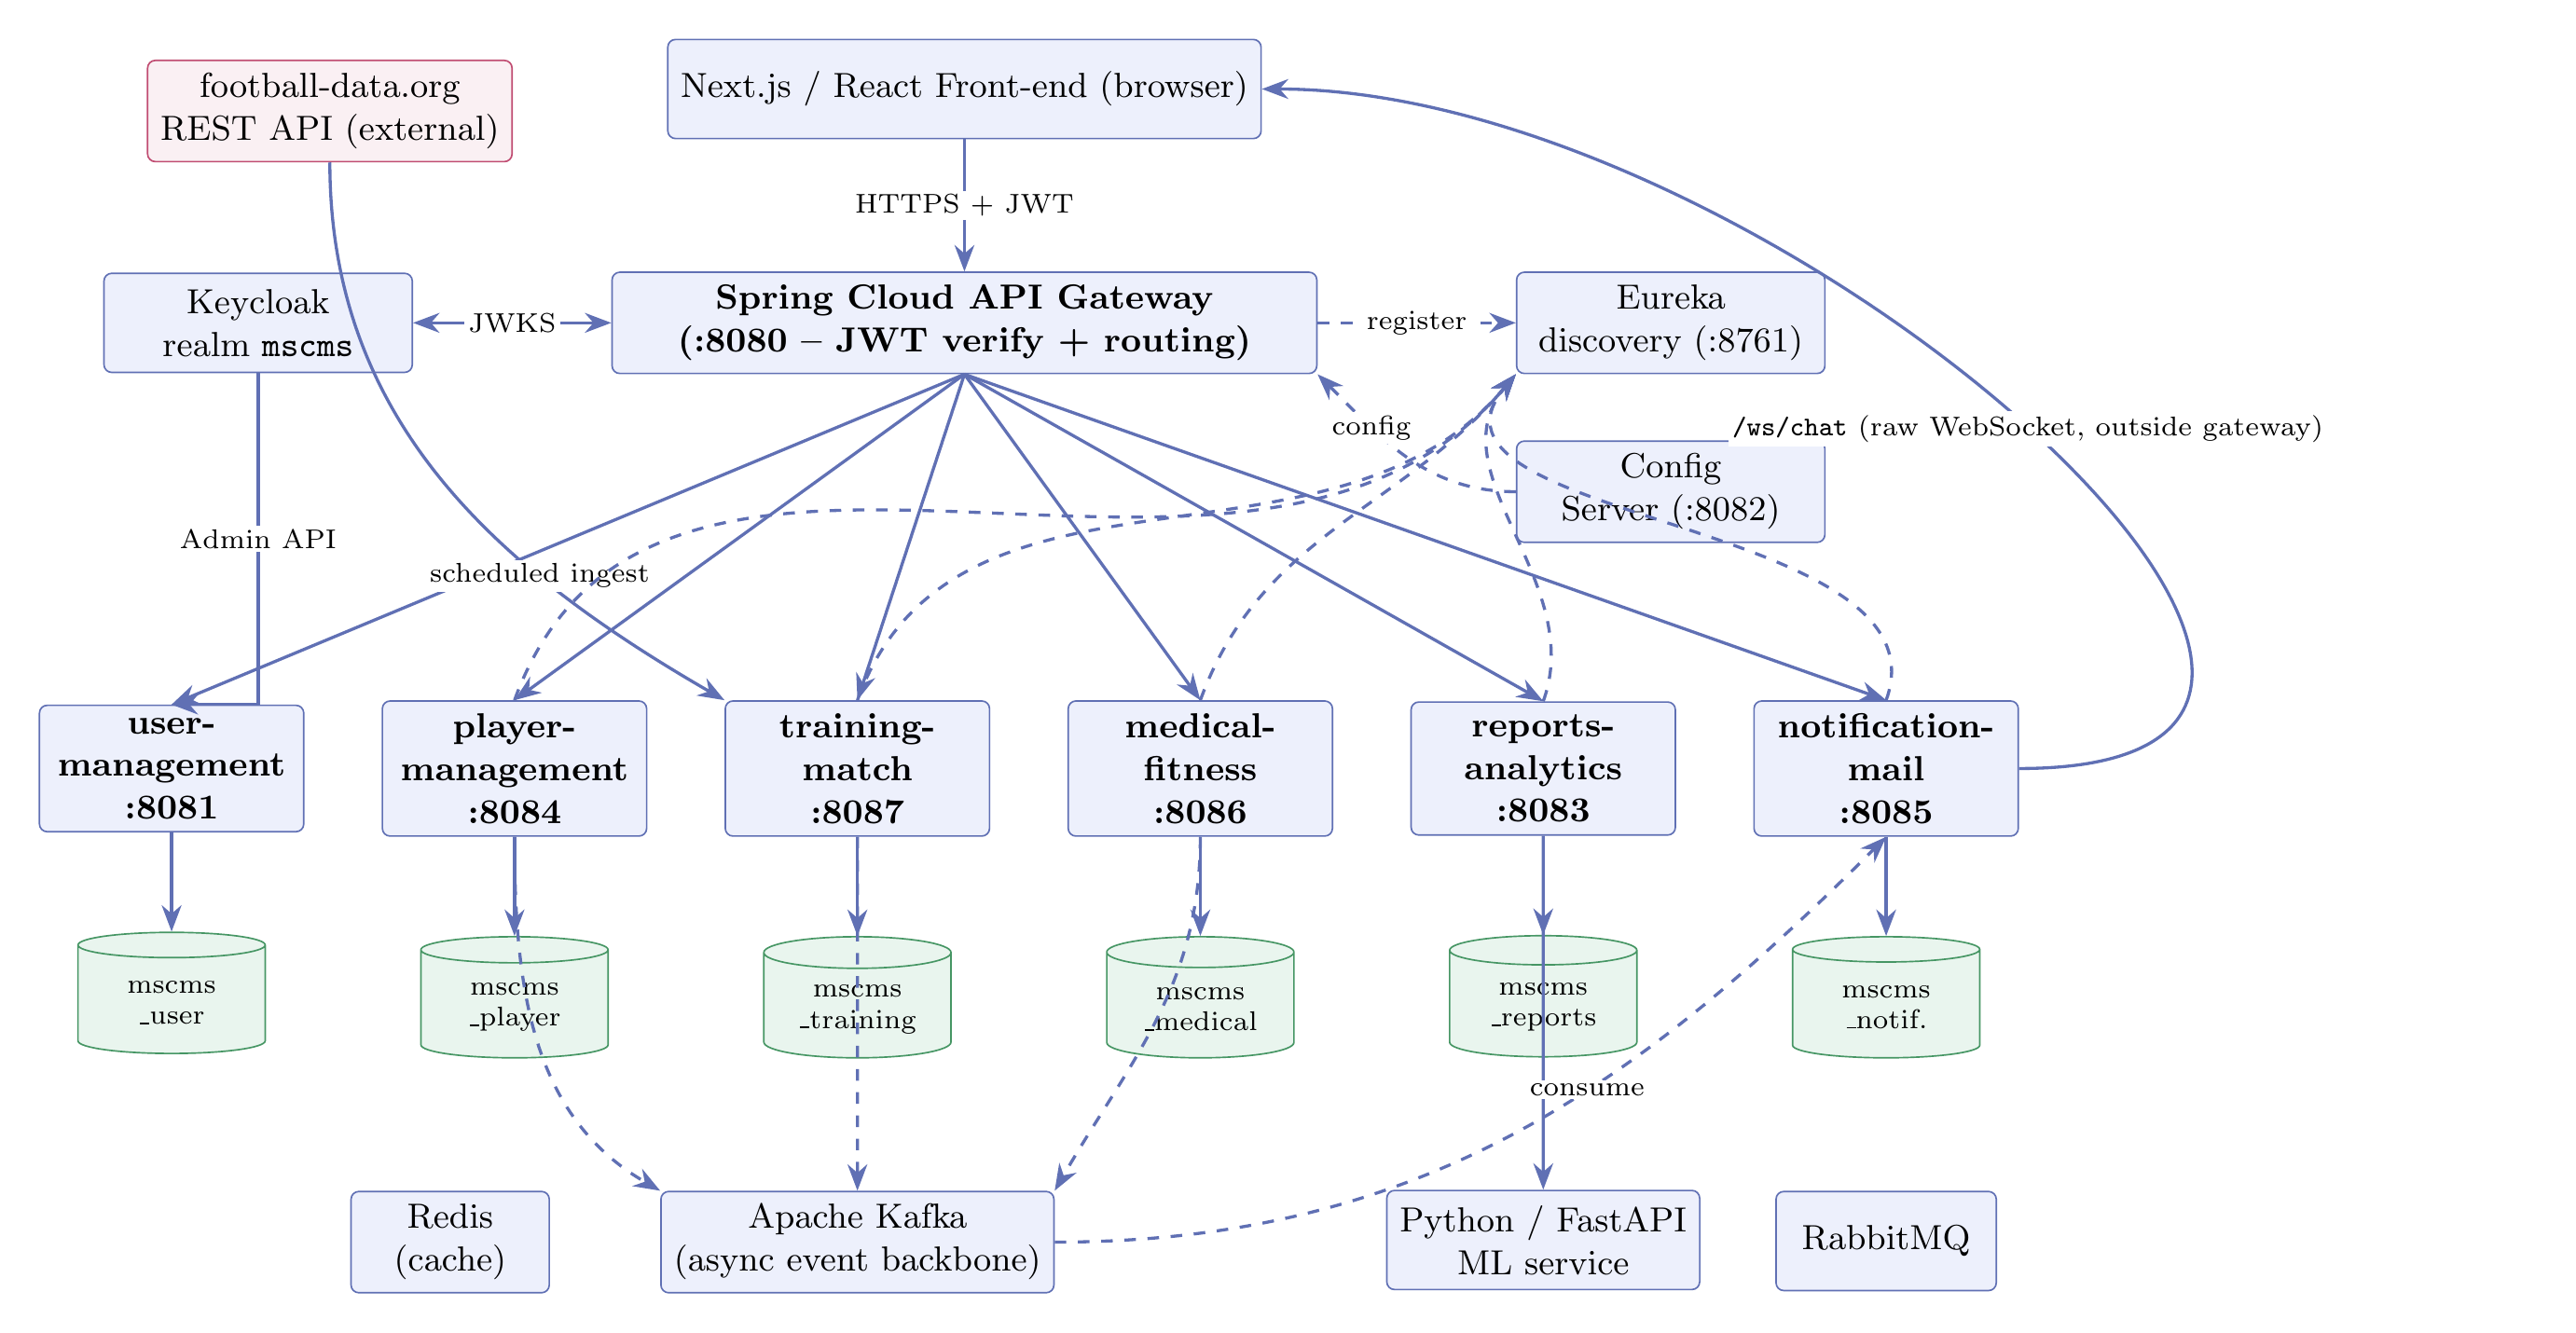 football-data.org
REST API (external)
Next.js / React Front-end (browser)
HTTPS + JWT
Keycloak
realm mscms
JWKS
Spring Cloud API Gateway
(:8080 – JWT verify + routing)
register
Eureka
discovery (:8761)
config
/ws/chat (raw WebSocket, outside gateway)
Config
Server (:8082)
Admin API
scheduled ingest
user-
management
:8081
player-
management
:8084
training-
match
:8087
medical-
fitness
:8086
reports-
analytics
:8083
notification-
mail
:8085
mscms
_user
mscms
_player
mscms
_training
mscms
_medical
mscms
_reports
mscms
_notif.
consume
Redis
(cache)
Apache Kafka
(async event backbone)
Python / FastAPI
ML service
RabbitMQ